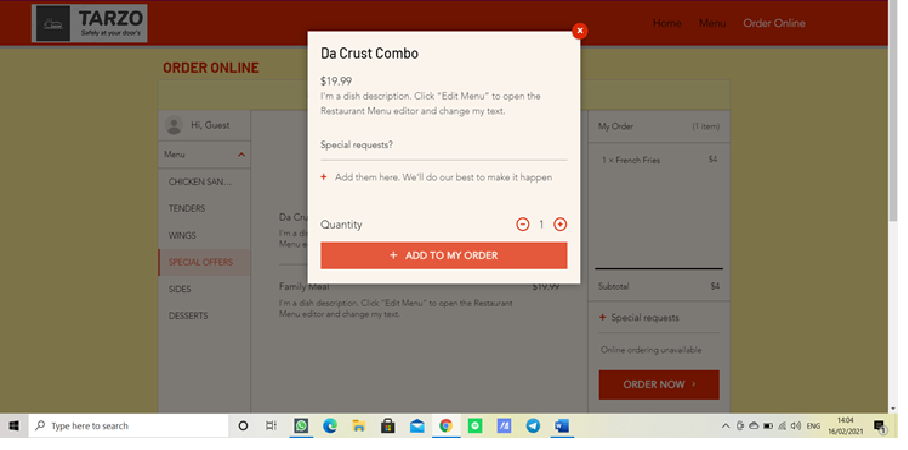 TARZO
Safely at your door's
Home Menu Order Online
ORDER ONLINE
x
Da Crust Combo
$19.99
I'm a dish description. Click "Edit Menu" to open the
Restaurant Menu editor and change my text.
Special requests?
+ Add them here. We'll do our best to make it happen
Quantity
- 1 +
+ ADD TO MY ORDER
Hi, Guest
Menu
CHICKEN SAN...
TENDERS
WINGS
SPECIAL OFFERS
SIDES
DESSERTS
Da Cru
I'm a di
Menu e
Family Meal $19.99
I'm a dish description. Click "Edit Menu" to open the Restaurant
Menu editor and change my text.
My Order (1 item)
1 × French Fries $4
Subtotal $4
+ Special requests
Online ordering unavailable
ORDER NOW ›
Type here to search
ENG
14:04
16/02/2021